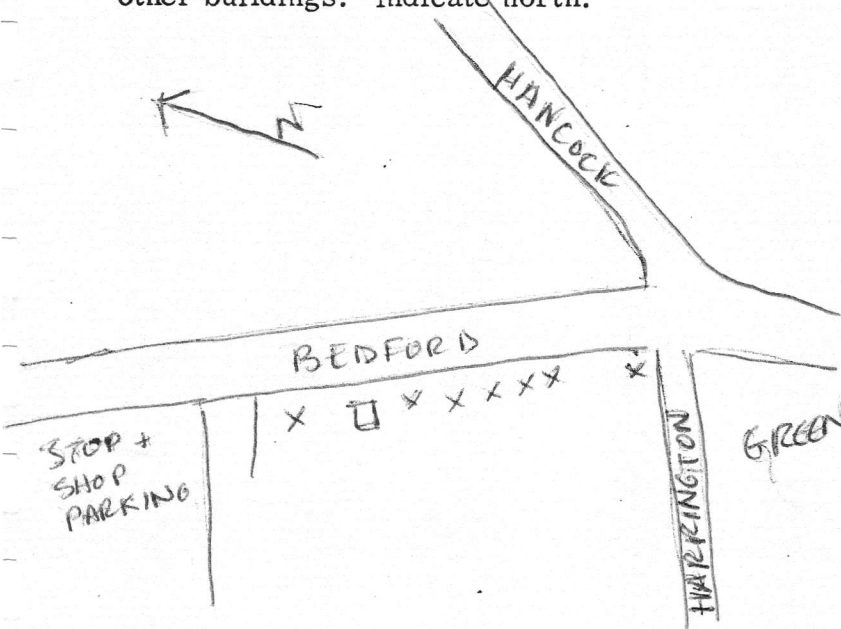 other buildings. Indicate north.
HANCOCK
N
BEDFORD
STOP +
SHOP
PARKING
HARRINGTON
GREEN